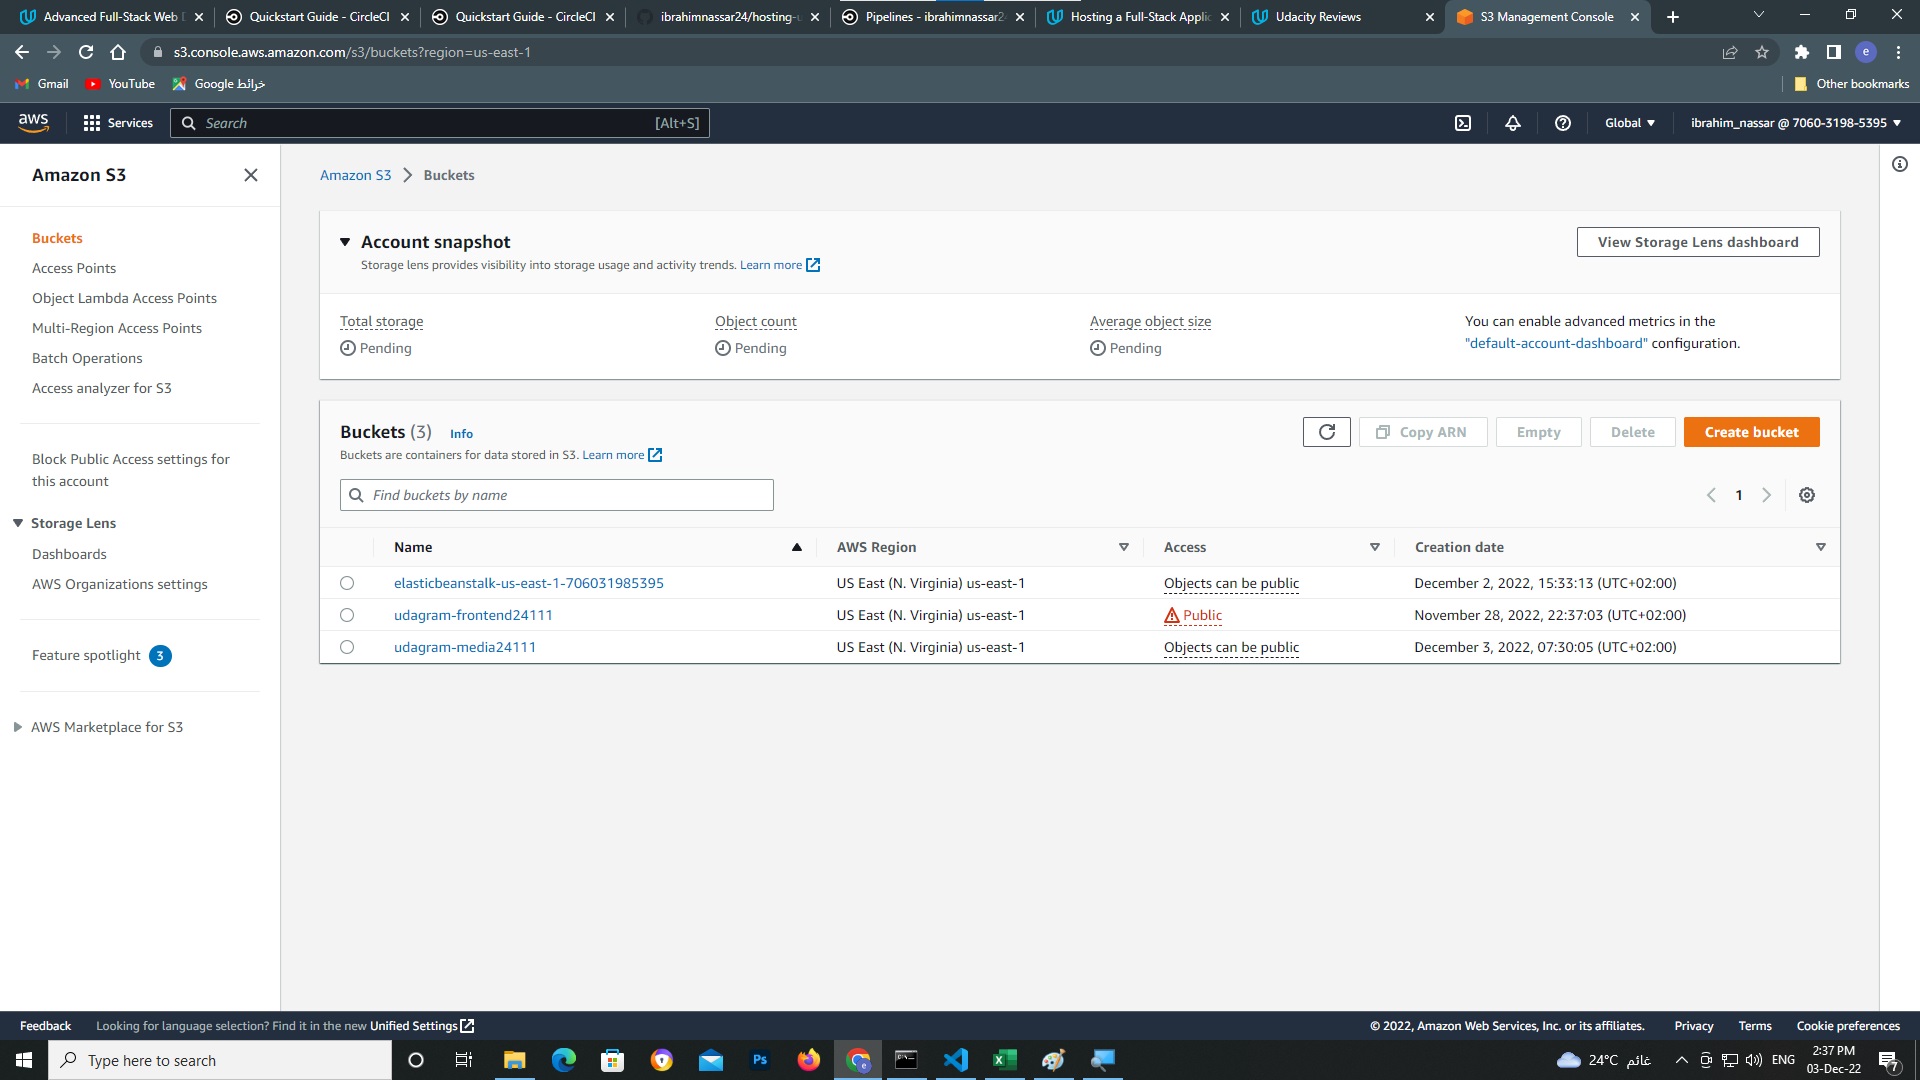 Advanced Full-Stack Web D
Quickstart Guide - CircleCI
Quickstart Guide - CircleCI
ibrahimnassar24/hosting-u
Pipelines - ibrahimnassar2
Hosting a Full-Stack Applic
Udacity Reviews
S3 Management Console
s3.console.aws.amazon.com/s3/buckets?region=us-east-1
e
Gmail
YouTube
خرائط Google
Other bookmarks
aws
Services
Search
[Alt+S]
Global
ibrahim_nassar @ 7060-3198-5395
Amazon S3
Buckets
Access Points
Object Lambda Access Points
Multi-Region Access Points
Batch Operations
Access analyzer for S3
Block Public Access settings for
this account
Storage Lens
Dashboards
AWS Organizations settings
Feature spotlight 3
AWS Marketplace for S3
Amazon S3 > Buckets
Account snapshot
Storage lens provides visibility into storage usage and activity trends. Learn more
View Storage Lens dashboard
Total storage
Pending
Object count
Pending
Average object size
Pending
You can enable advanced metrics in the
"default-account-dashboard" configuration.
Buckets (3) Info
Buckets are containers for data stored in S3. Learn more
Copy ARN
Empty
Delete
Create bucket
Find buckets by name
1
Name AWS Region Access Creation date
elasticbeanstalk-us-east-1-706031985395 US East (N. Virginia) us-east-1 Objects can be public December 2, 2022, 15:33:13 (UTC+02:00)
udagram-frontend24111 US East (N. Virginia) us-east-1 Public November 28, 2022, 22:37:03 (UTC+02:00)
udagram-media24111 US East (N. Virginia) us-east-1 Objects can be public December 3, 2022, 07:30:05 (UTC+02:00)
Feedback
Looking for language selection? Find it in the new Unified Settings
© 2022, Amazon Web Services, Inc. or its affiliates.
Privacy
Terms
Cookie preferences
Type here to search
Ps
24°C غائم
ENG
2:37 PM
03-Dec-22
7